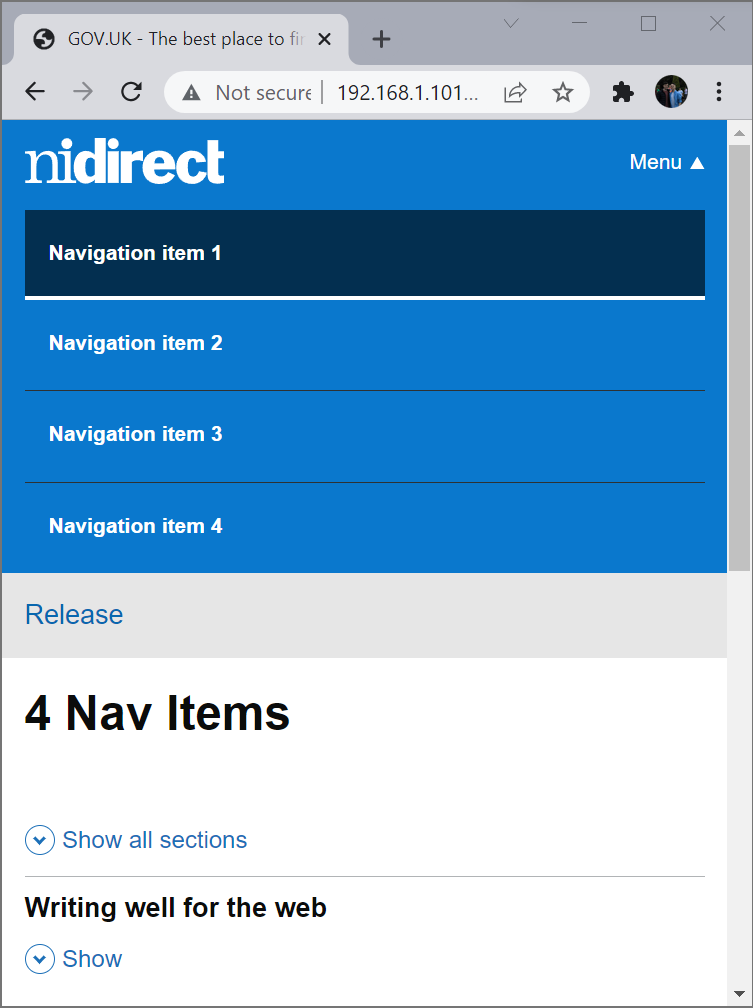 GOV.UK - The best place to fi
Not secure 192.168.1.101...
nidirect
Menu ▲
Navigation item 1
Navigation item 2
Navigation item 3
Navigation item 4
Release
4 Nav Items
Show all sections
Writing well for the web
Show